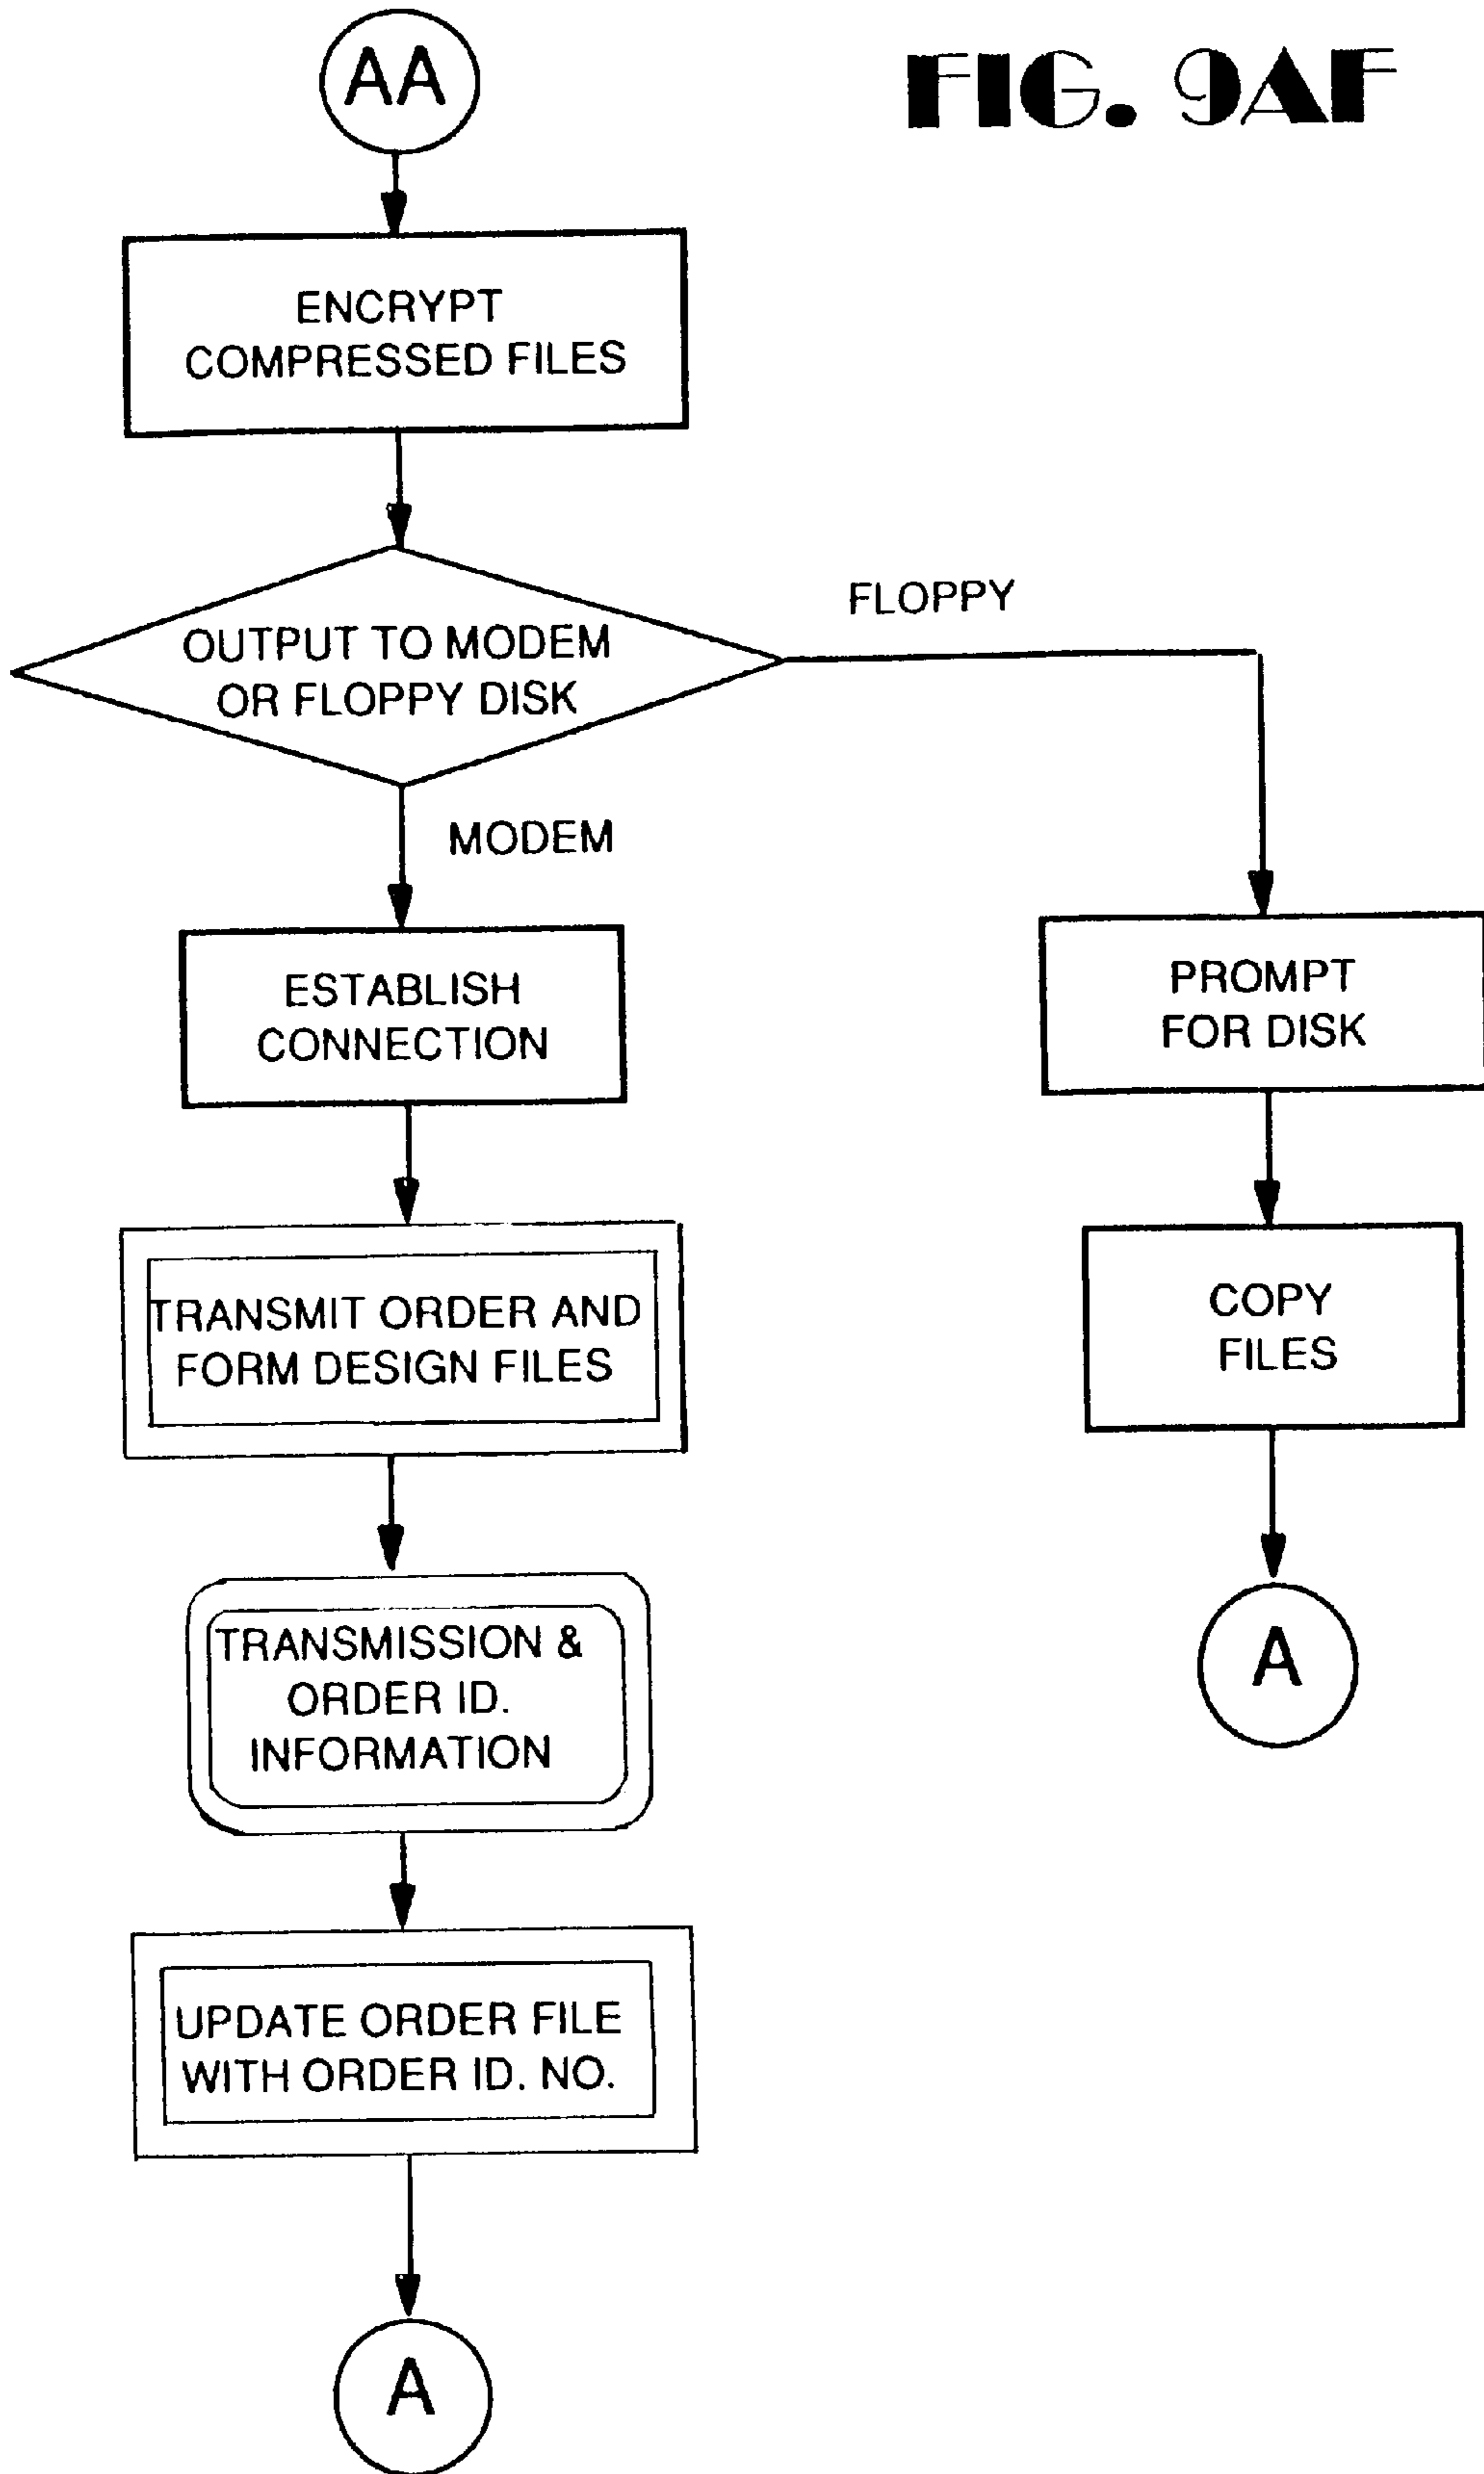 AA
FIG. 9AF
ENCRYPT
COMPRESSED FILES
OUTPUT TO MODEM
OR FLOPPY DISK
FLOPPY
MODEM
ESTABLISH
CONNECTION
TRANSMIT ORDER AND
FORM DESIGN FILES
TRANSMISSION &
ORDER ID.
INFORMATION
UPDATE ORDER FILE
WITH ORDER ID. NO.
A
PROMPT
FOR DISK
COPY
FILES
A